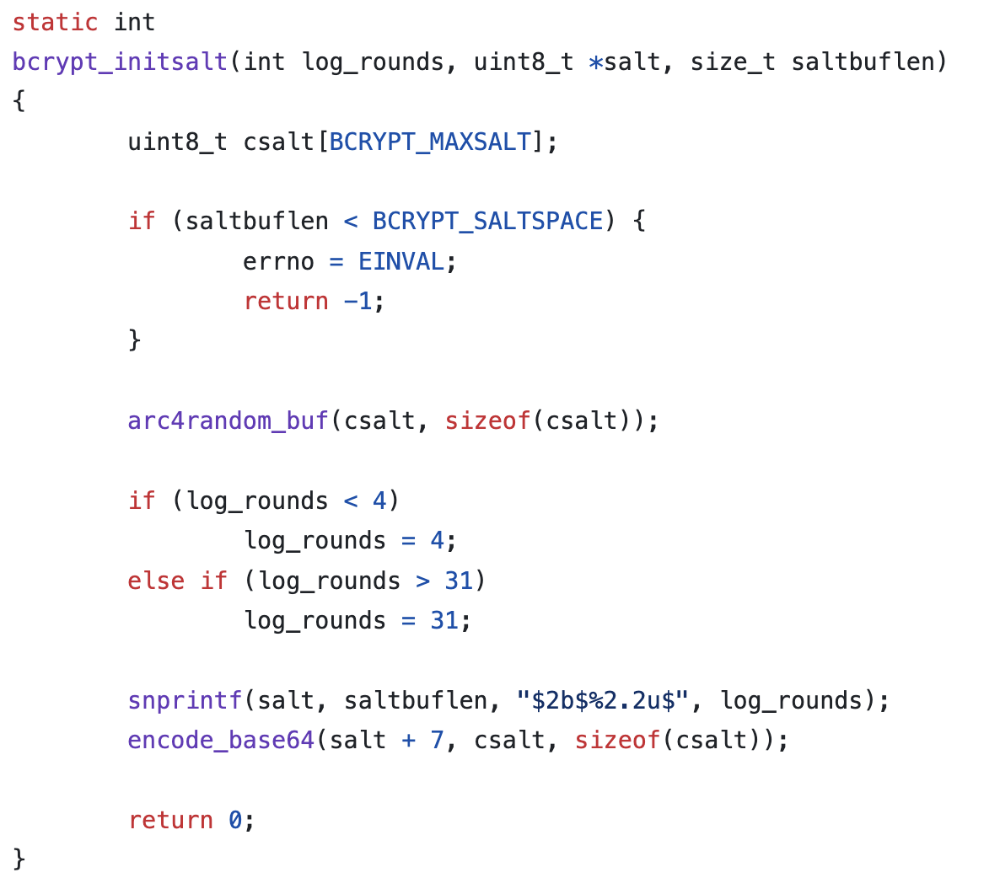 static int
bcrypt_initsalt(int log_rounds, uint8_t *salt, size_t saltbuflen)
{
        uint8_t csalt[BCRYPT_MAXSALT];

        if (saltbuflen < BCRYPT_SALTSPACE) {
                errno = EINVAL;
                return -1;
        }

        arc4random_buf(csalt, sizeof(csalt));

        if (log_rounds < 4)
                log_rounds = 4;
        else if (log_rounds > 31)
                log_rounds = 31;

        snprintf(salt, saltbuflen, "$2b$%2.2u$", log_rounds);
        encode_base64(salt + 7, csalt, sizeof(csalt));

        return 0;
}